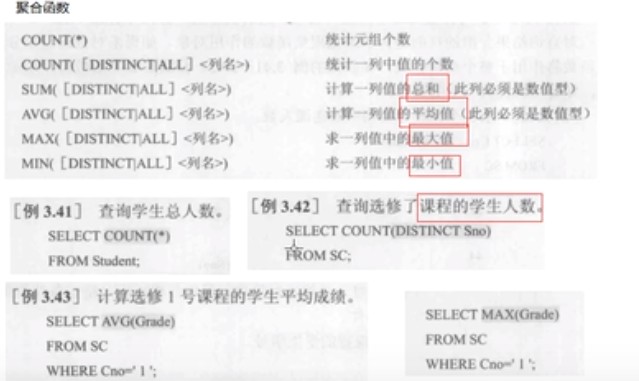 聚合函数
COUNT(*) 统计元组个数
COUNT([DISTINCT|ALL] <列名>) 统计一列中值的个数
SUM([DISTINCT|ALL] <列名>) 计算一列值的总和(此列必须是数值型)
AVG([DISTINCT|ALL] <列名>) 计算一列值的平均值(此列必须是数值型)
MAX([DISTINCT|ALL] <列名>) 求一列值中的最大值
MIN([DISTINCT|ALL] <列名>) 求一列值中的最小值
[例 3.41] 查询学生总人数。
SELECT COUNT(*)
FROM Student;
[例 3.42] 查询选修了课程的学生人数。
SELECT COUNT(DISTINCT Sno)
FROM SC;
[例 3.43] 计算选修 1 号课程的学生平均成绩。
SELECT AVG(Grade)
FROM SC
WHERE Cno=' 1 ';
SELECT MAX(Grade)
FROM SC
WHERE Cno=' 1 ';